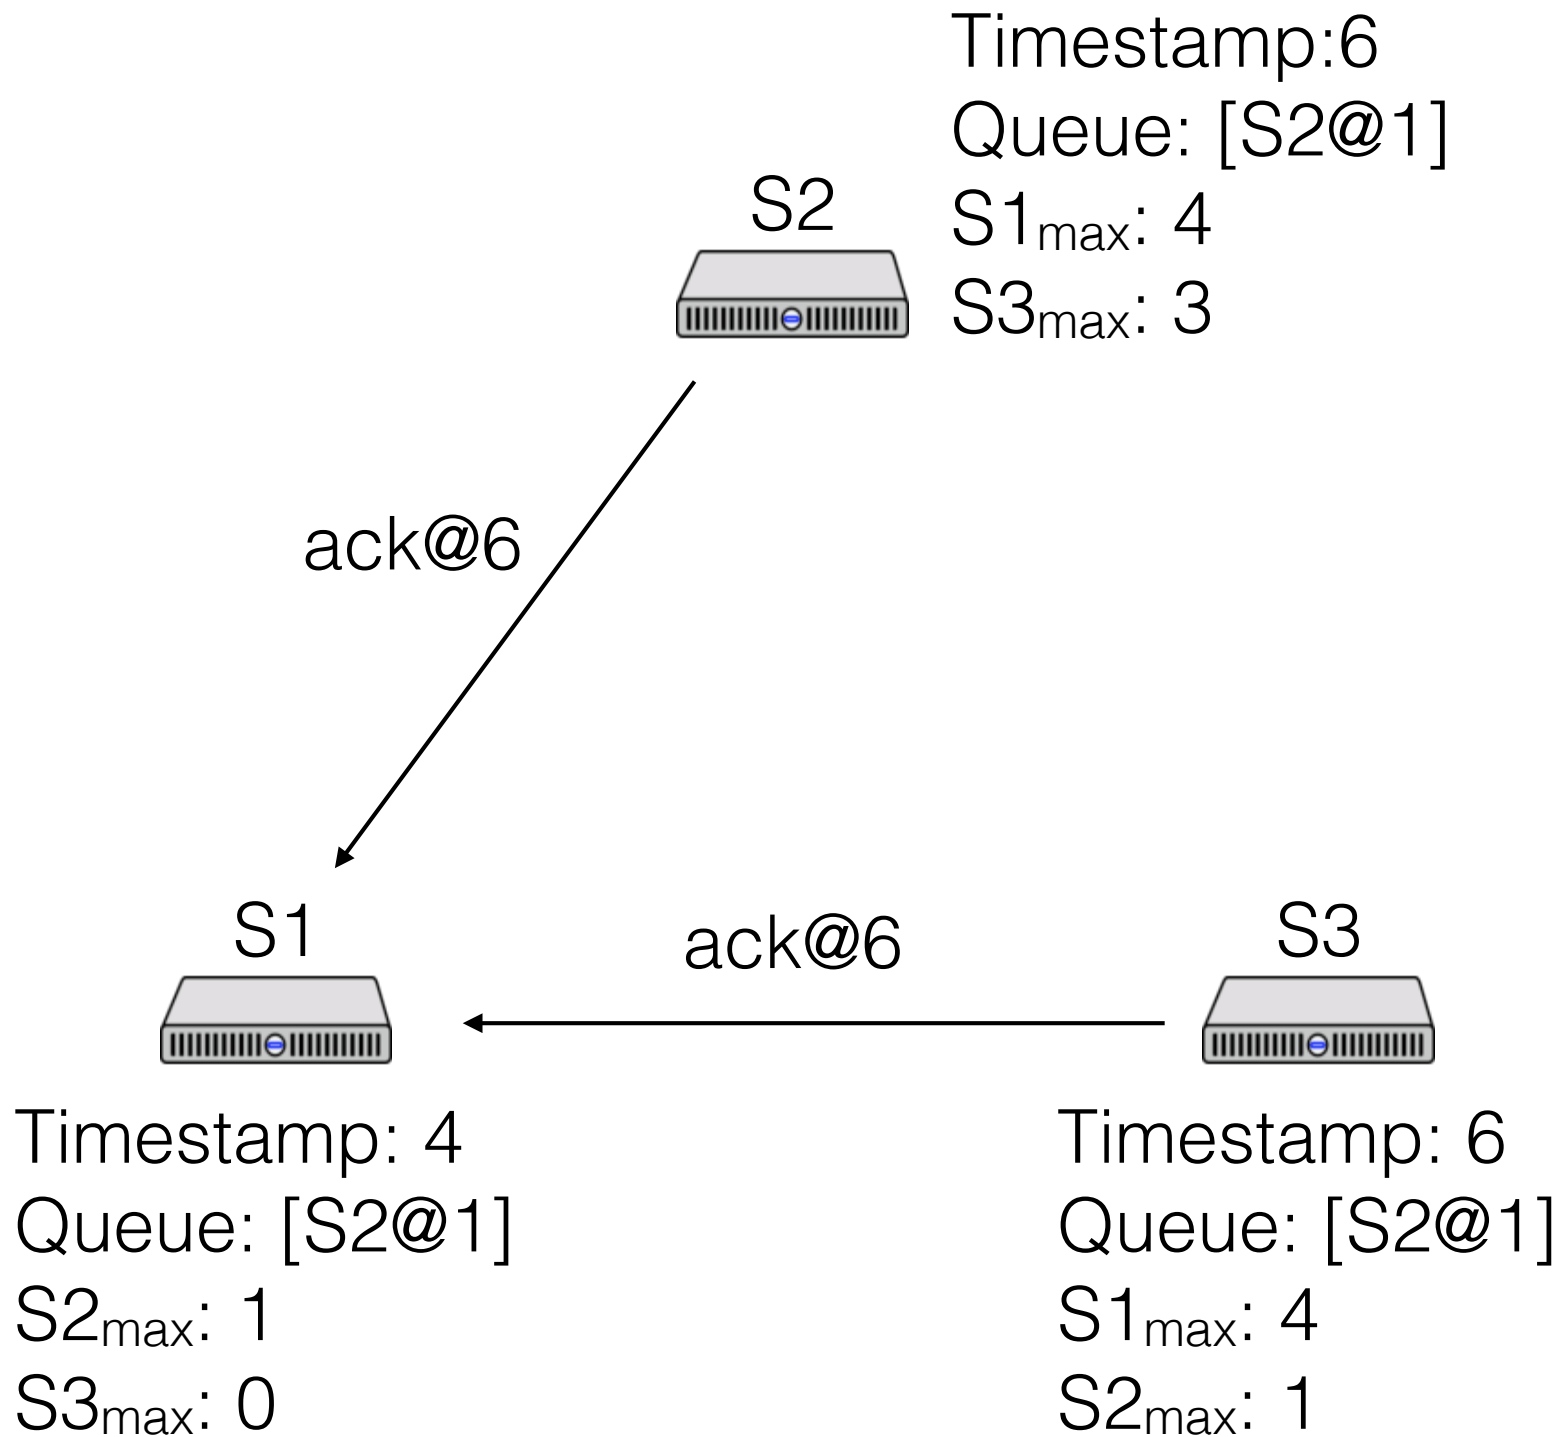 Timestamp:6
Queue: [S2@1]
S1max: 4
S3max: 3
S2
ack@6
S1
ack@6
S3
Timestamp: 4
Queue: [S2@1]
S2max: 1
S3max: 0
Timestamp: 6
Queue: [S2@1]
S1max: 4
S2max: 1